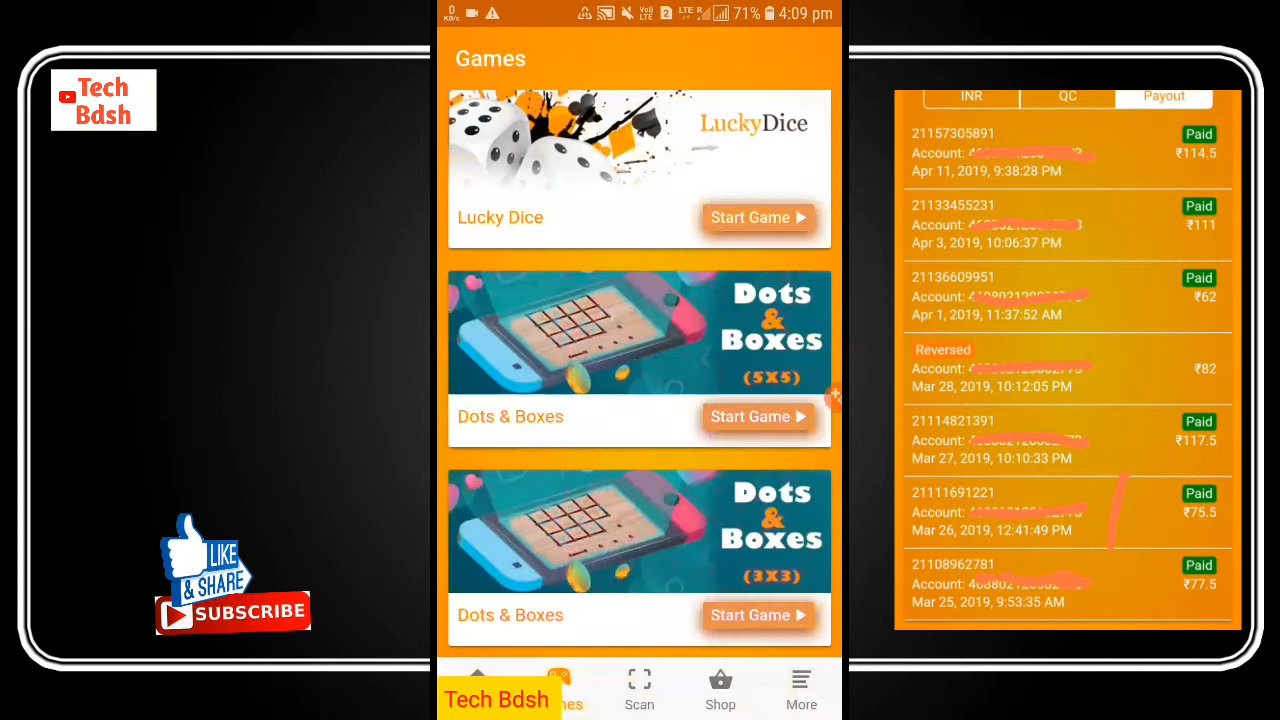 Tech
Bdsh
LIKE
& SHARE
SUBSCRIBE
0
KB/s
Vol)
LTE
2
LTE
R
71%
4:09 pm
Games
LuckyDice
Lucky Dice
Start Game
Dots
&
Boxes
(5X5)
Dots & Boxes
Start Game
Dots
&
Boxes
(3X3)
Dots & Boxes
Start Game
Tech Bdsh
Scan
Shop
More
INR
QC
Payout
21157305891
Paid
Account:
₹114.5
Apr 11, 2019, 9:38:28 PM
21133455231
Paid
Account:
₹111
Apr 3, 2019, 10:06:37 PM
21136609951
Paid
Account:
₹62
Apr 1, 2019, 11:37:52 AM
Reversed
Account:
₹82
Mar 28, 2019, 10:12:05 PM
21114821391
Paid
Account:
₹117.5
Mar 27, 2019, 10:10:33 PM
21111691221
Paid
Account:
₹75.5
Mar 26, 2019, 12:41:49 PM
21108962781
Paid
Account:
₹77.5
Mar 25, 2019, 9:53:35 AM